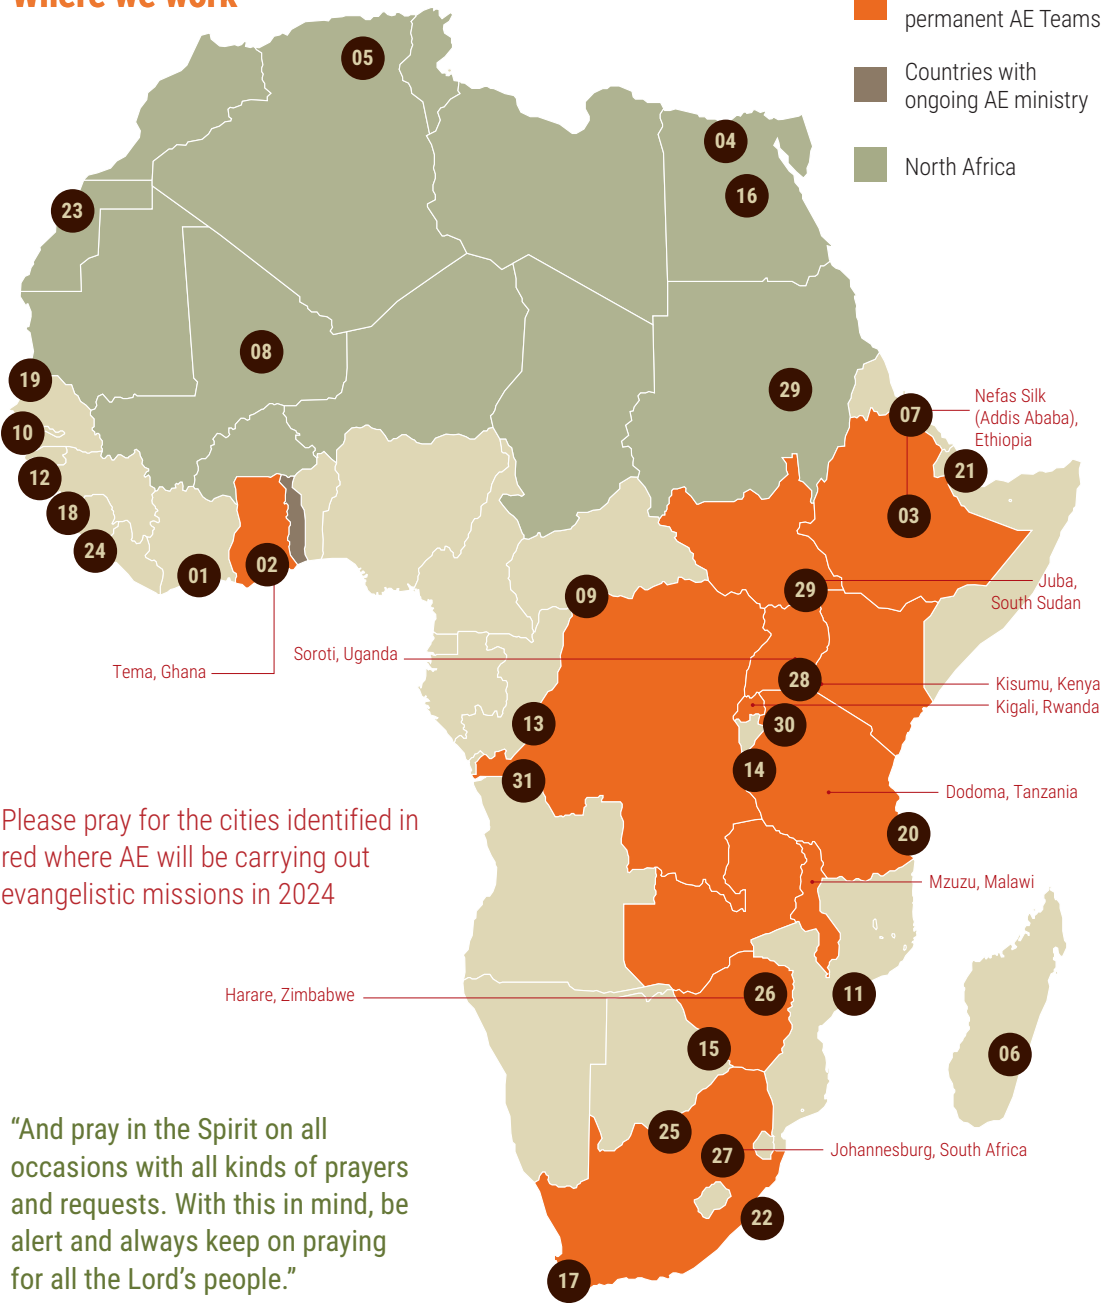 Where we work
permanent AE Teams
Countries with
ongoing AE ministry
North Africa
05
04
16
23
08
19
29
10
07
Nefas Silk
(Addis Ababa),
Ethiopia
12
21
18
03
24
01
02
09
29
Juba,
South Sudan
Tema, Ghana
Soroti, Uganda
28
Kisumu, Kenya
Kigali, Rwanda
13
30
14
31
Dodoma, Tanzania
20
Please pray for the cities identified in
red where AE will be carrying out
evangelistic missions in 2024
Mzuzu, Malawi
Harare, Zimbabwe
26
11
15
06
25
27
Johannesburg, South Africa
22
17
“And pray in the Spirit on all
occasions with all kinds of prayers
and requests. With this in mind, be
alert and always keep on praying
for all the Lord’s people.”